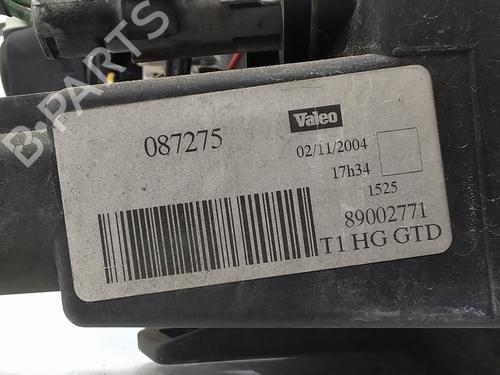 B-PARTS
087275
Valeo
02/11/2004
17h34
1525
89002771
T1 HG GTD